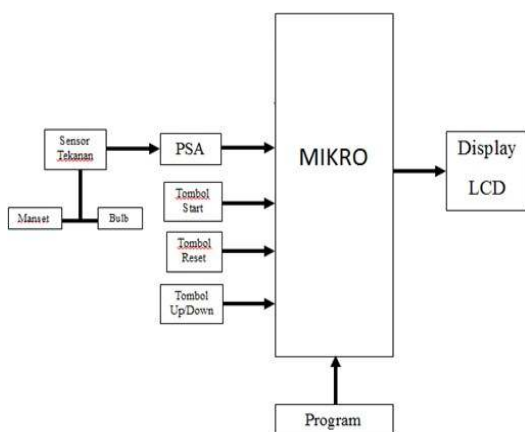 Sensor
Tekanan
PSA
MIKRO
Display
LCD
Manset
Bulb
Tombol
Start
Tombol
Reset
Tombol
Up/Down
Program